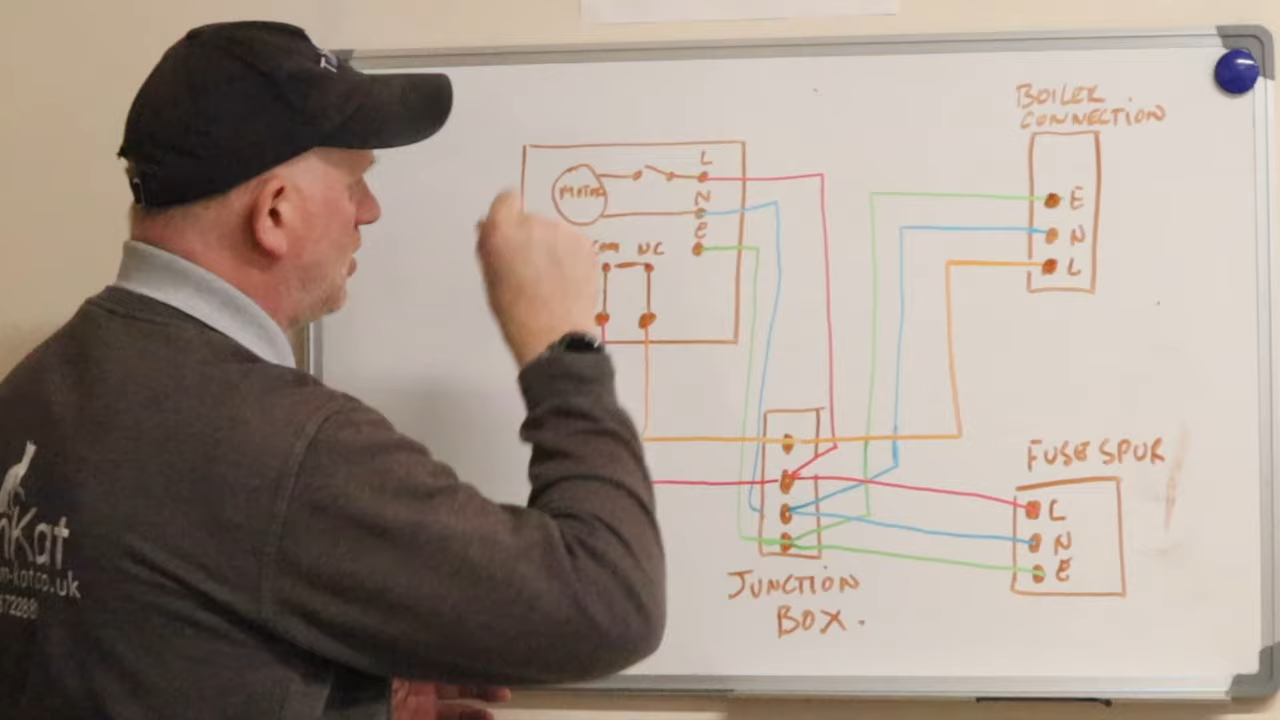 BOILER
CONNECTION
L
MOTOR
N
E
NC
E
N
L
FUSE SPUR
L
N
E
JUNCTION
BOX.